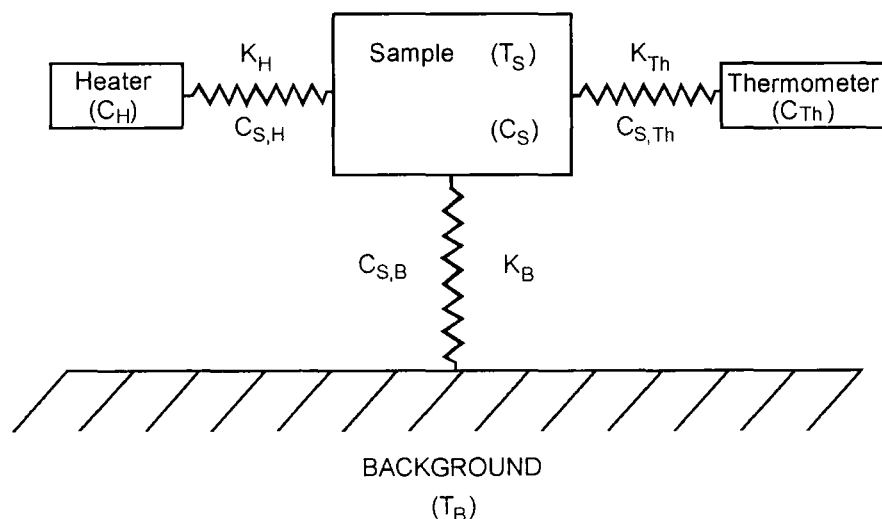 K_H
Sample (T_S)
K_Th
Heater
(C_H)
Thermometer
(C_Th)
C_S,H
(C_S)
C_S,Th
C_S,B
K_B
BACKGROUND
(T_B)